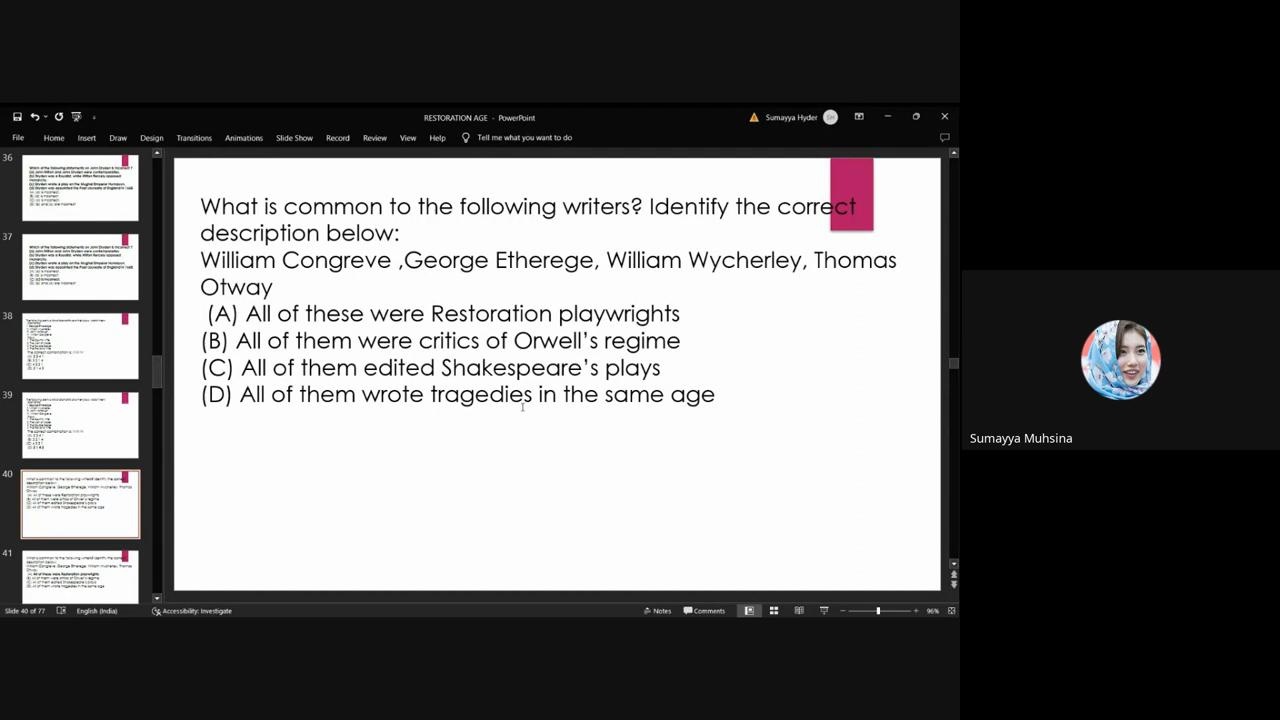 RESTORATION AGE - PowerPoint
Sumayya Hyder
SH
File Home Insert Draw Design Transitions Animations Slide Show Record Review View Help Tell me what you want to do
36
37
38
39
40
41
What is common to the following writers? Identify the correct
description below:
William Congreve ,George Etherege, William Wycherley, Thomas
Otway
(A) All of these were Restoration playwrights
(B) All of them were critics of Orwell's regime
(C) All of them edited Shakespeare's plays
(D) All of them wrote tragedies in the same age
Sumayya Muhsina
Slide 40 of 77 English (India) Accessibility: Investigate Notes Comments 96%